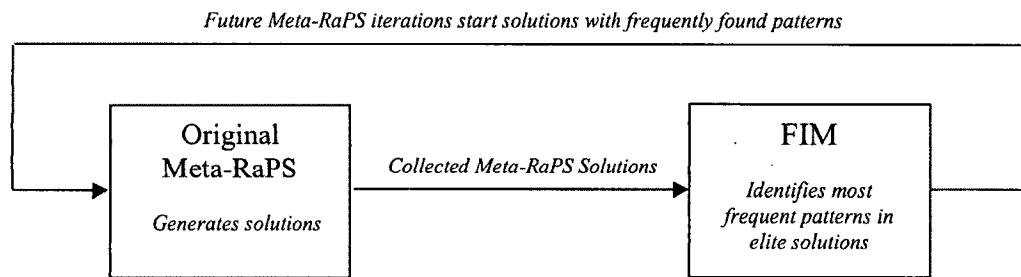 Future Meta-RaPS iterations start solutions with frequently found patterns
Original
Meta-RaPS
Generates solutions
Collected Meta-RaPS Solutions
FIM
Identifies most
frequent patterns in
elite solutions